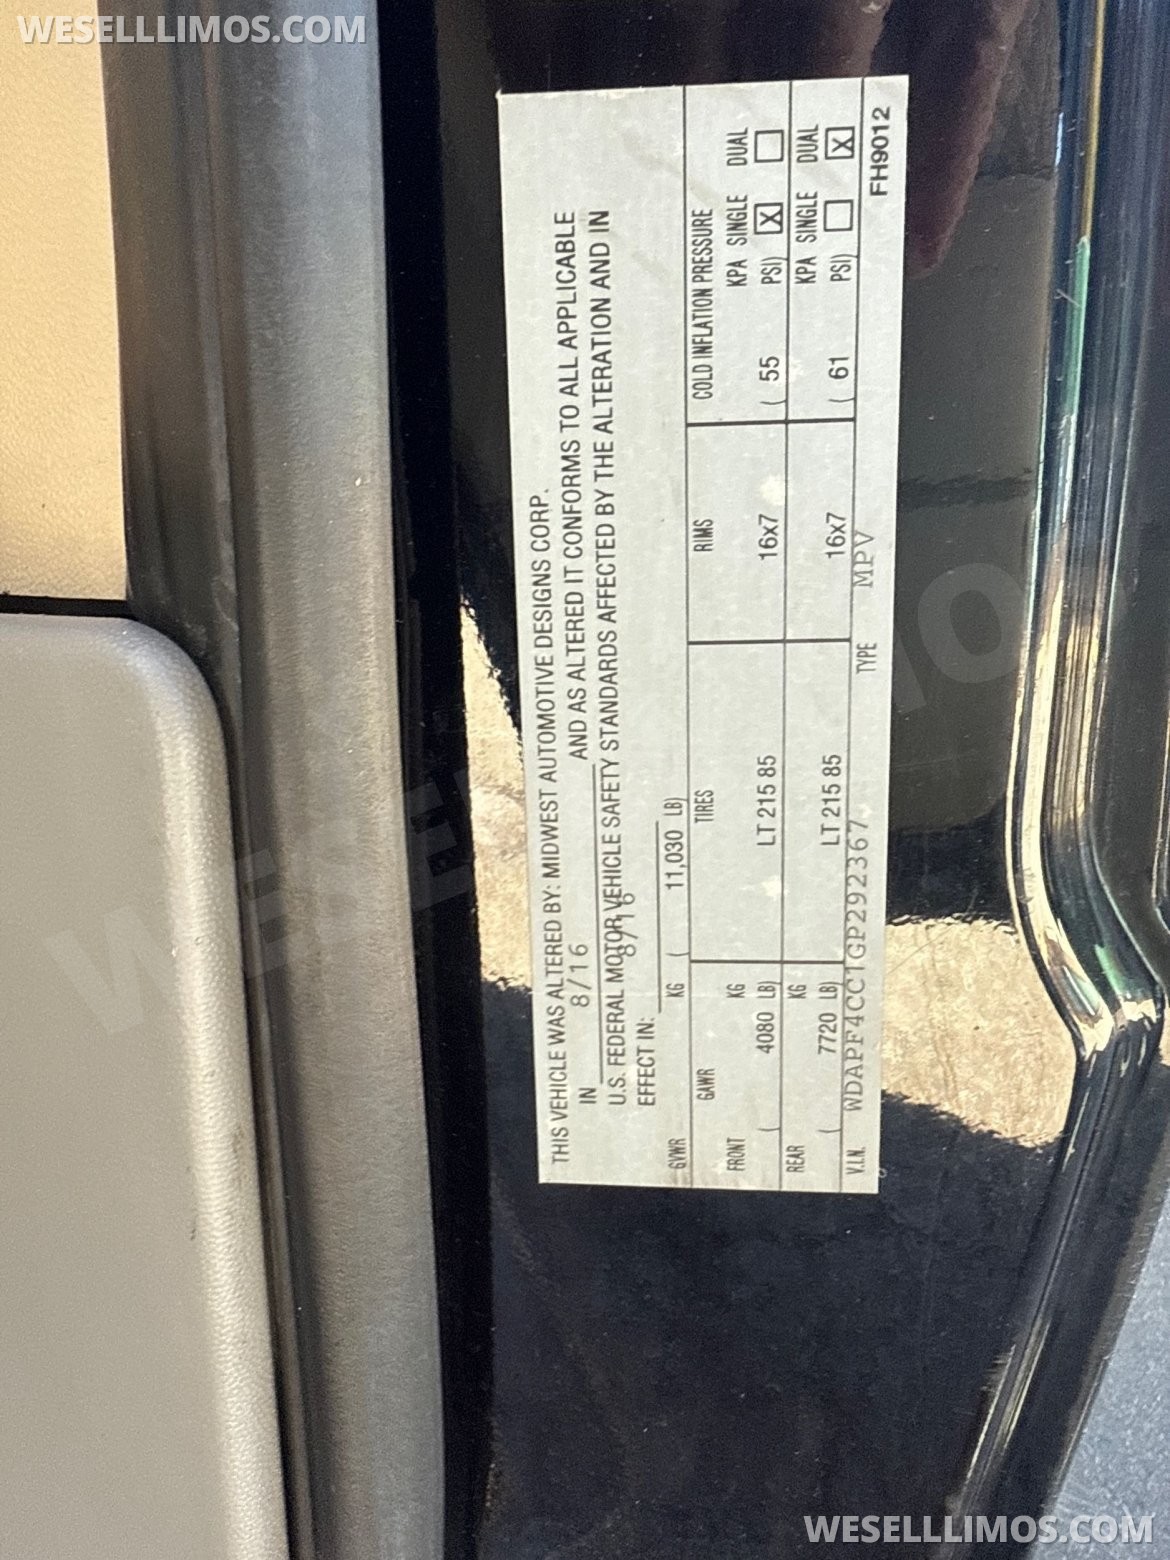 WESELLLIMOS.COM
THIS VEHICLE WAS ALTERED BY: MIDWEST AUTOMOTIVE DESIGNS CORP.
IN 8/16 AND AS ALTERED IT CONFORMS TO ALL APPLICABLE
U.S. FEDERAL MOTOR VEHICLE SAFETY STANDARDS AFFECTED BY THE ALTERATION AND IN
EFFECT IN: 8/16
GVWR KG ( 11,030 LB)
GAWR TIRES RIMS COLD INFLATION PRESSURE
FRONT KG KPA SINGLE DUAL
( 4080 LB) LT 215 85 16x7 ( 55 PSI) X
REAR KG KPA SINGLE DUAL
( 7720 LB) LT 215 85 16x7 ( 61 PSI) X
V.I.N. WDAPF4CC1GP292367 TYPE MPV
FH9012
WESELLLIMOS.COM